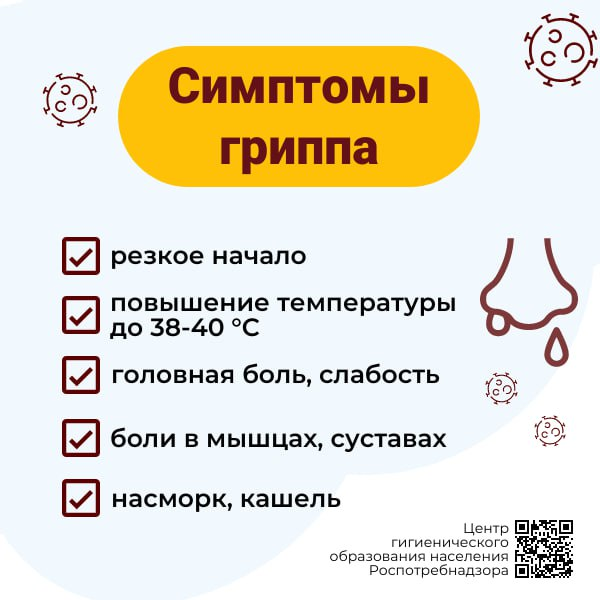 Симптомы
гриппа
резкое начало
повышение температуры
до 38-40 °C
головная боль, слабость
боли в мышцах, суставах
насморк, кашель
Центр
гигиенического
образования населения
Роспотребнадзора